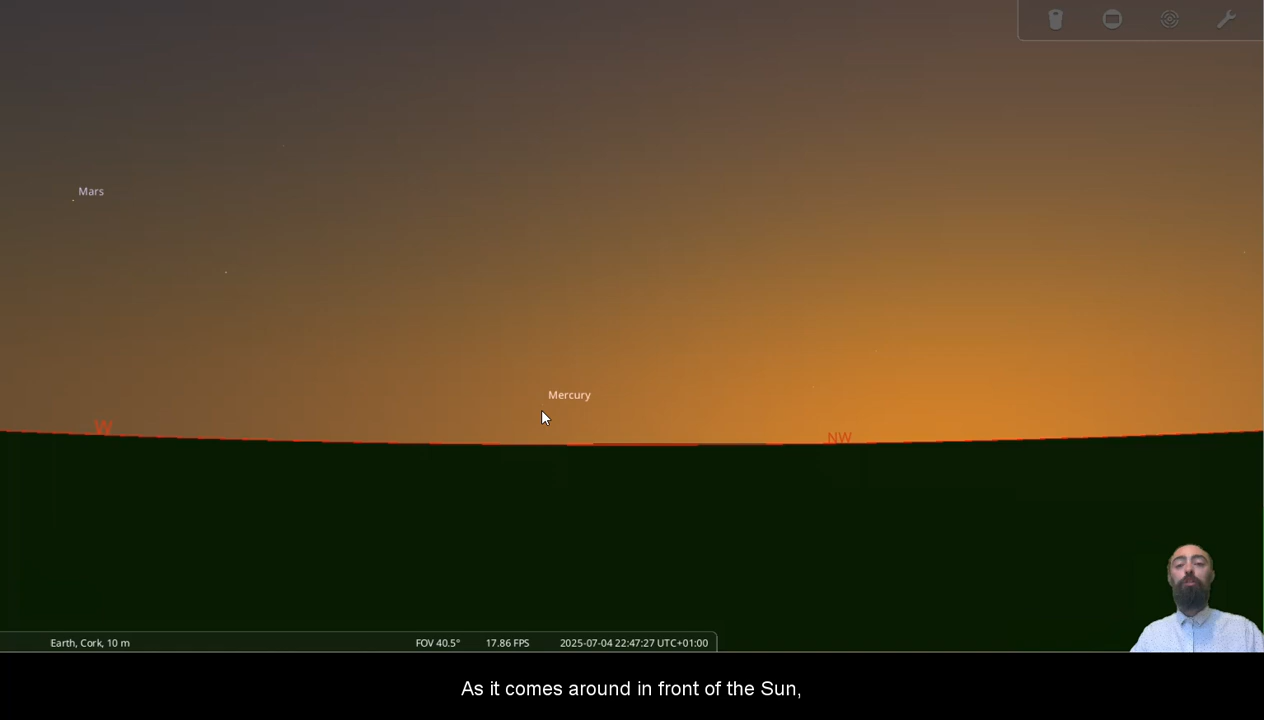 Mars
Mercury
W
NW
Earth, Cork, 10 m
FOV 40.5°
17.86 FPS
2025-07-04 22:47:27 UTC+01:00
As it comes around in front of the Sun,